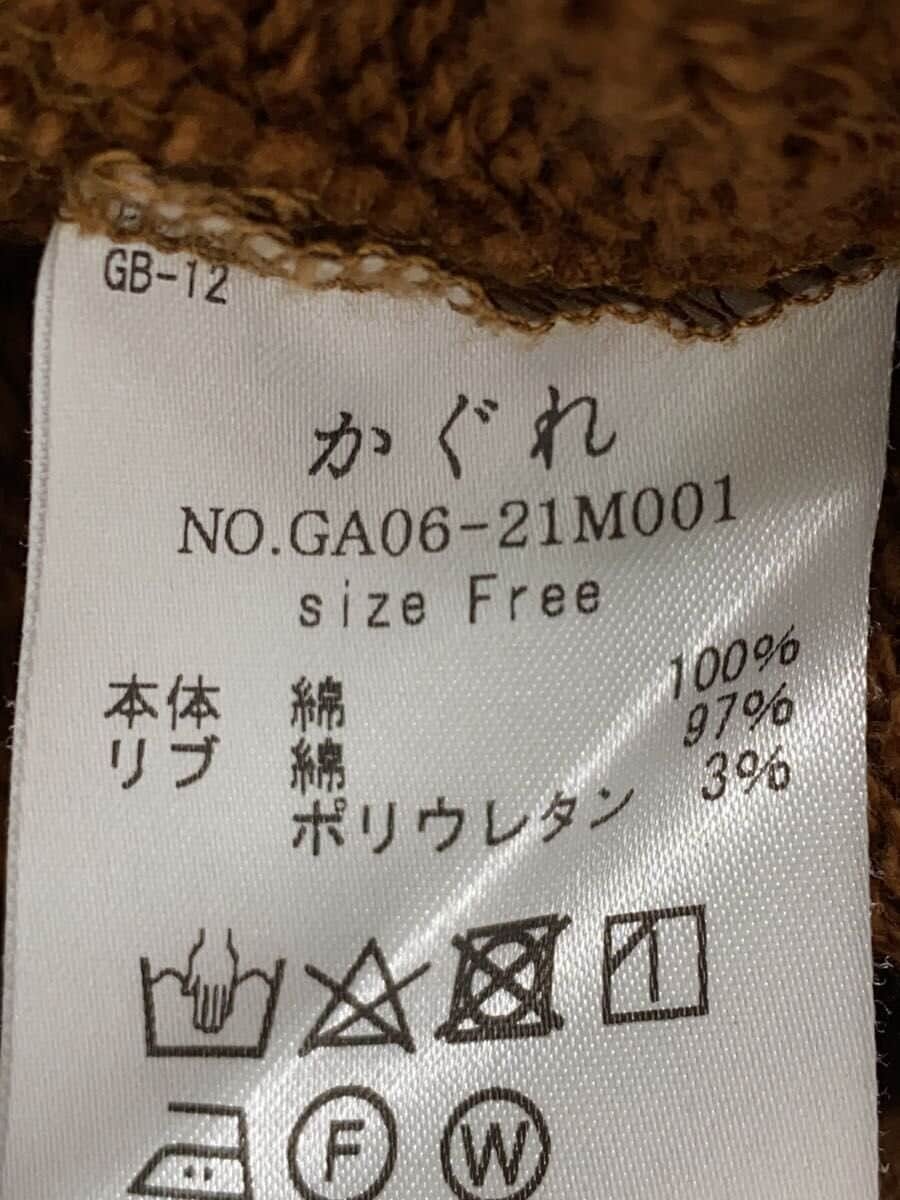 GB-12
かぐれ
NO.GA06-21M001
size Free
本体 綿 100%
リブ 綿 97%
ポリウレタン 3%
F W